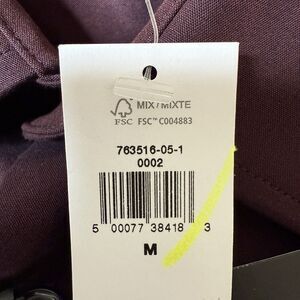 MIX / MIXTE
FSC FSC™ C004883
763516-05-1
0002
5 00077 38418 3
M